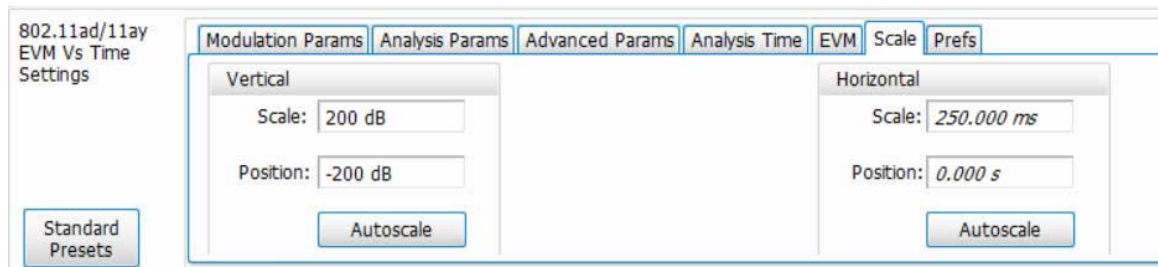 802.11ad/11ay
EVM Vs Time
Settings
Modulation Params Analysis Params Advanced Params Analysis Time EVM Scale Prefs
Vertical Horizontal
Scale: 200 dB Scale: 250.000 ms
Position: -200 dB Position: 0.000 s
Autoscale Autoscale
Standard
Presets